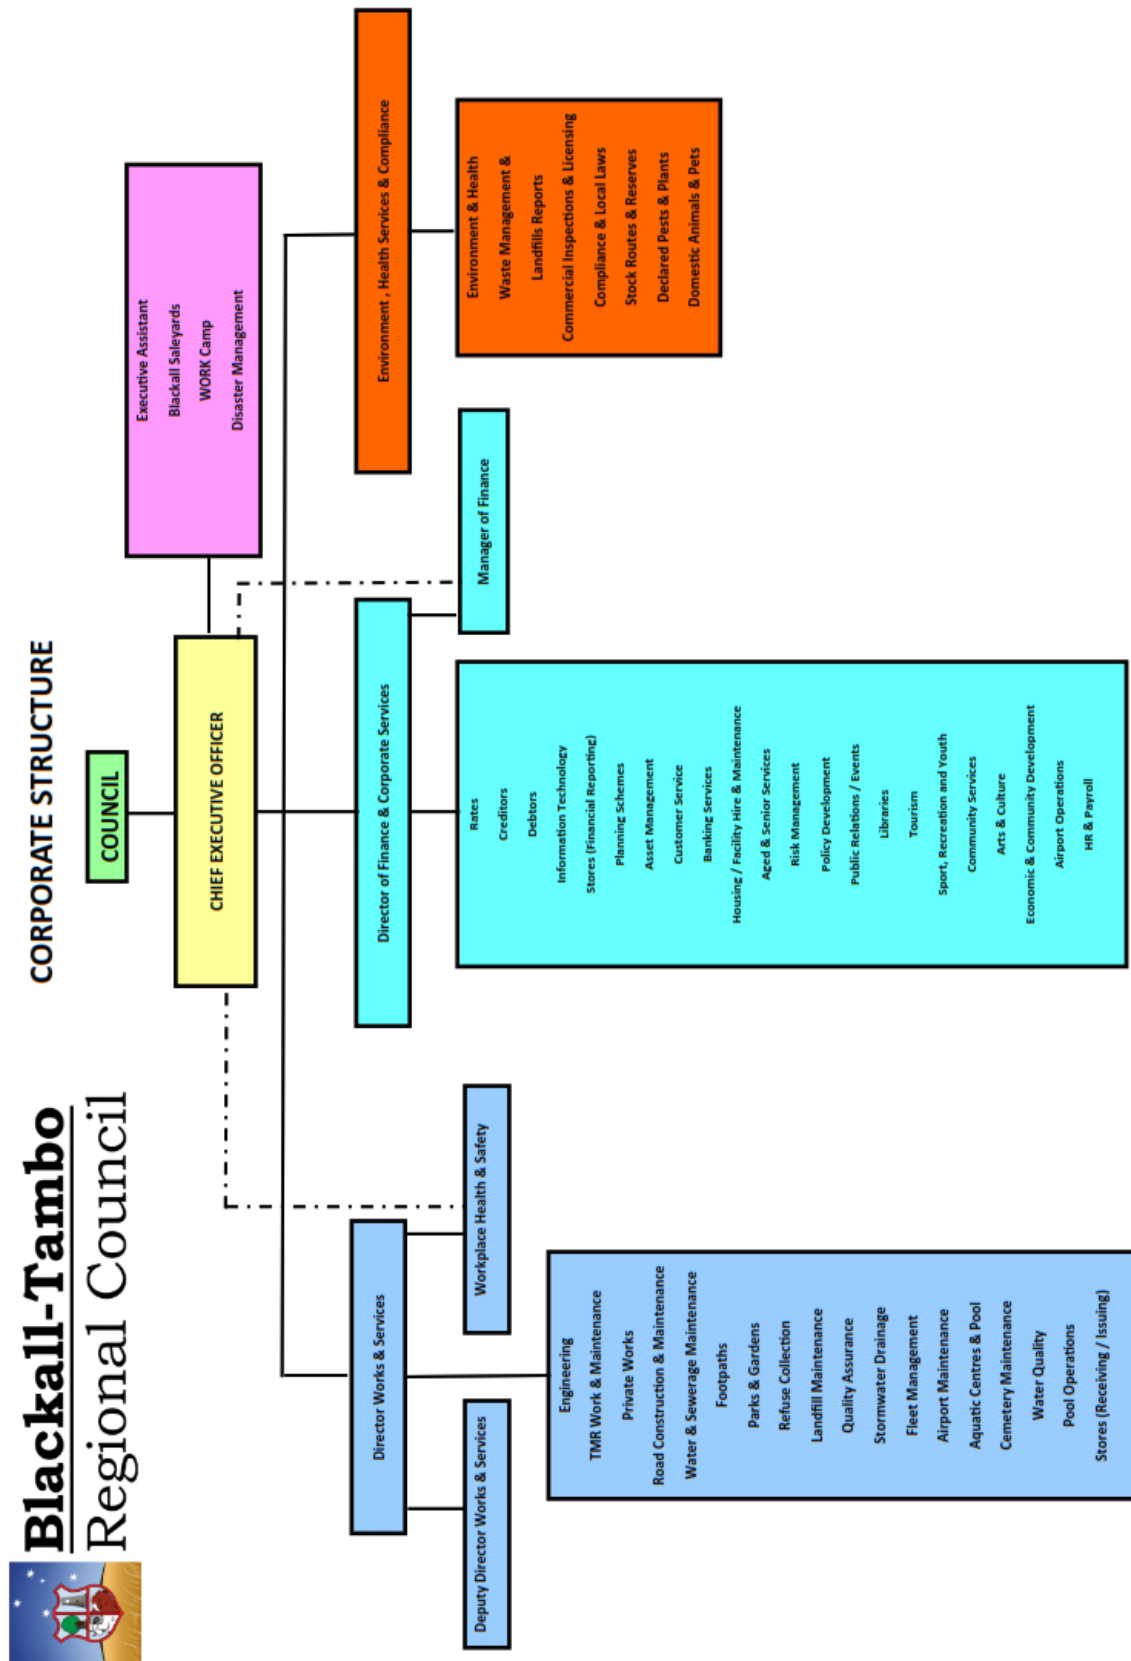 Blackall-Tambo
Regional Council
CORPORATE STRUCTURE
COUNCIL
CHIEF EXECUTIVE OFFICER
Executive Assistant
Blackall Saleyards
WORK Camp
Disaster Management
Director Works & Services
Deputy Director Works & Services
Workplace Health & Safety
Engineering
TMR Work & Maintenance
Private Works
Road Construction & Maintenance
Water & Sewerage Maintenance
Footpaths
Parks & Gardens
Refuse Collection
Landfill Maintenance
Quality Assurance
Stormwater Drainage
Fleet Management
Airport Maintenance
Aquatic Centres & Pool
Cemetery Maintenance
Water Quality
Pool Operations
Stores (Receiving / Issuing)
Director of Finance & Corporate Services
Manager of Finance
Rates
Creditors
Debtors
Information Technology
Stores (Financial Reporting)
Planning Schemes
Asset Management
Customer Service
Banking Services
Housing / Facility Hire & Maintenance
Aged & Senior Services
Risk Management
Policy Development
Public Relations / Events
Libraries
Tourism
Sport, Recreation and Youth
Community Services
Arts & Culture
Economic & Community Development
Airport Operations
HR & Payroll
Environment , Health Services & Compliance
Environment & Health
Waste Management &
Landfills Reports
Commercial Inspections & Licensing
Compliance & Local Laws
Stock Routes & Reserves
Declared Pests & Plants
Domestic Animals & Pets